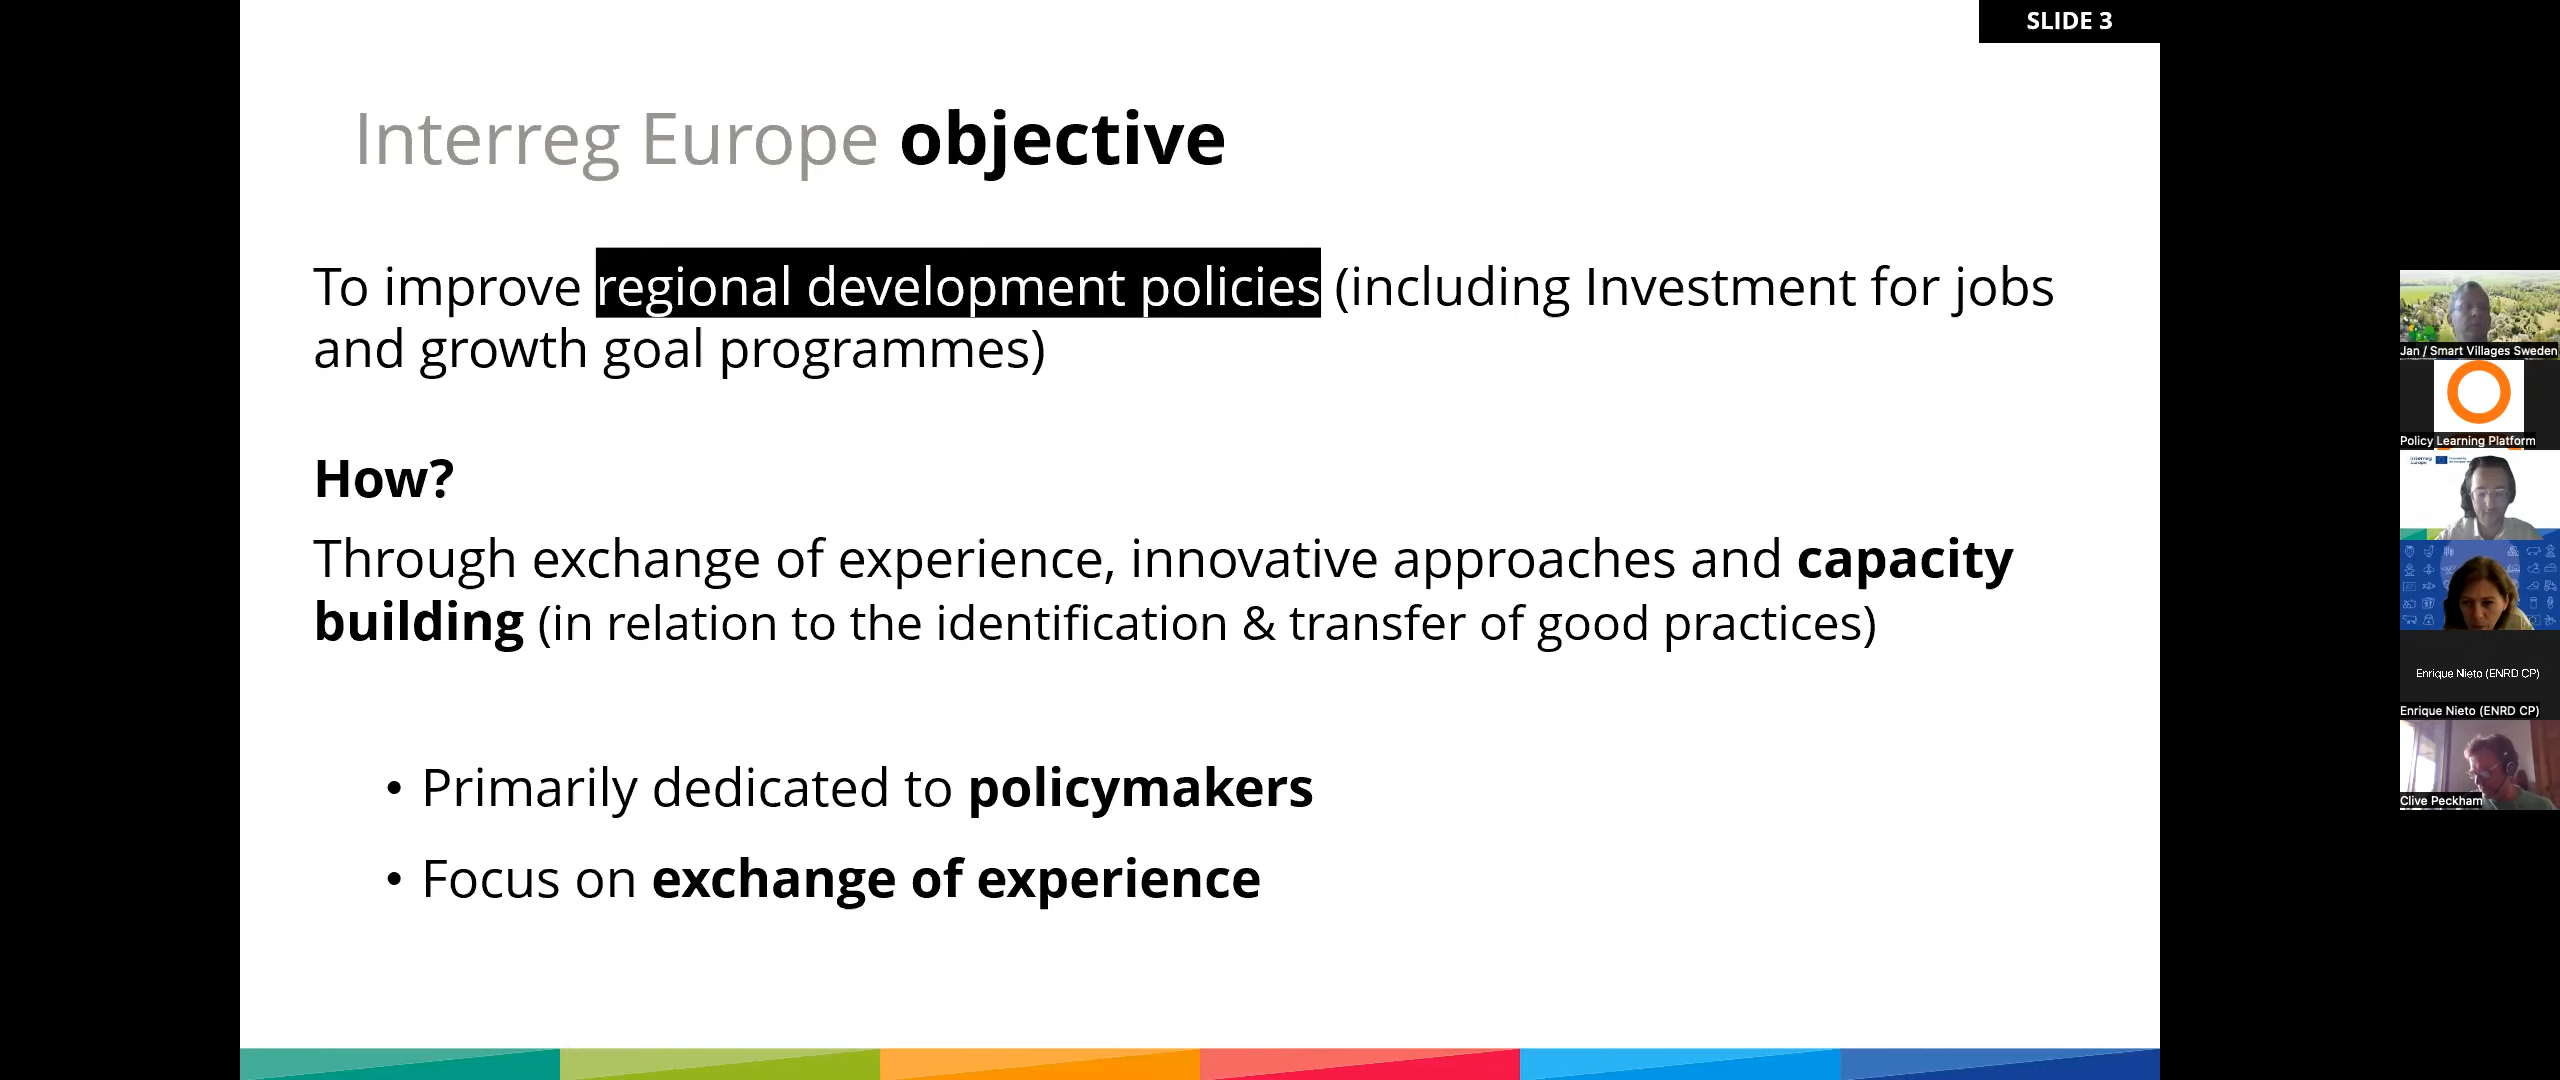 SLIDE 3
Interreg Europe objective
To improve regional development policies (including Investment for jobs
and growth goal programmes)
How?
Through exchange of experience, innovative approaches and capacity
building (in relation to the identification & transfer of good practices)
• Primarily dedicated to policymakers
• Focus on exchange of experience
Jan / Smart Villages Sweden
Policy Learning Platform
Interreg
Europe
Enrique Nieto (ENRD CP)
Enrique Nieto (ENRD CP)
Clive Peckham